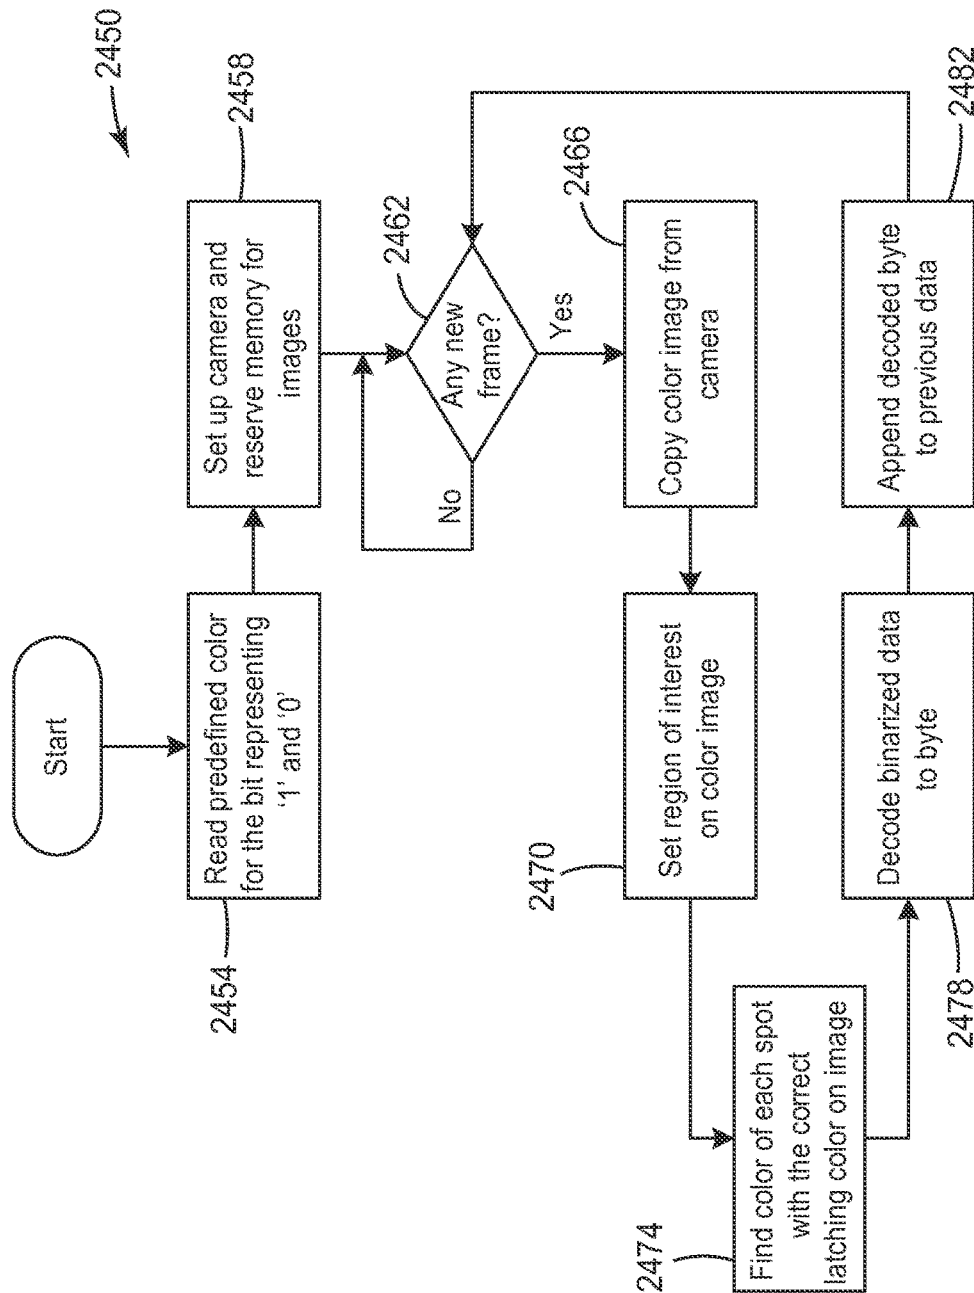 2450
Start
Read predefined color
for the bit representing
‘1’ and ‘0’
2454
Set up camera and
reserve memory for
images
2458
Any new
frame?
2462
No
Yes
Copy color image from
camera
2466
Set region of interest
on color image
2470
Find color of each spot
with the correct
latching color on image
2474
Decode binarized data
to byte
2478
Append decoded byte
to previous data
2482